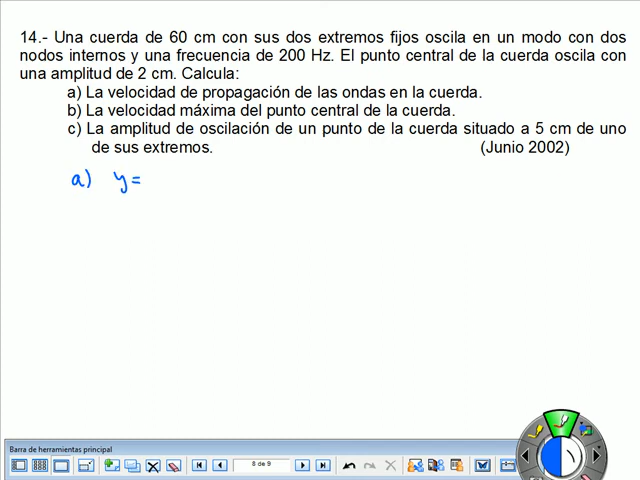 14.- Una cuerda de 60 cm con sus dos extremos fijos oscila en un modo con dos
nodos internos y una frecuencia de 200 Hz. El punto central de la cuerda oscila con
una amplitud de 2 cm. Calcula:
a) La velocidad de propagación de las ondas en la cuerda.
b) La velocidad máxima del punto central de la cuerda.
c) La amplitud de oscilación de un punto de la cuerda situado a 5 cm de uno
de sus extremos. (Junio 2002)
a) y=
Barra de herramientas principal
8 de 9